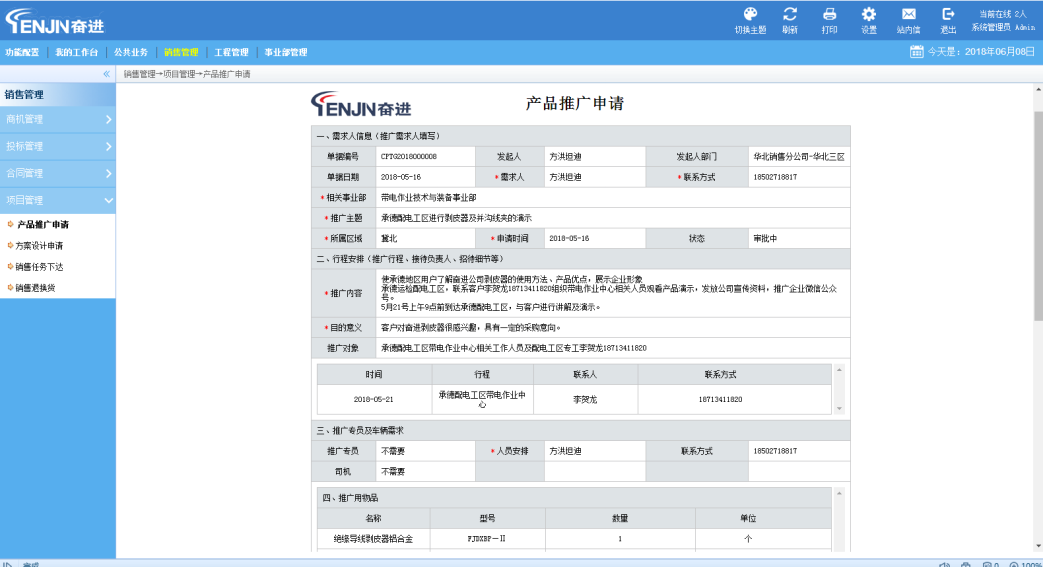 TENJIN奋进
切换主题 刷新 打印 设置 站内信 退出
当前在线 2人
系统管理员 Admin
功能配置 我的工作台 公共业务 销售管理 工程管理 事业部管理
今天是：2018年06月08日
销售管理→项目管理→产品推广申请
销售管理
商机管理
投标管理
合同管理
项目管理
产品推广申请
方案设计申请
销售任务下达
销售退换货
TENJIN奋进 产品推广申请
一、需求人信息（推广需求人填写）
单据编号 CPTG2018000008 发起人 方洪坦迪 发起人部门 华北销售分公司-华北三区
单据日期 2018-05-16 *需求人 方洪坦迪 *联系方式 18502718817
*相关事业部 带电作业技术与装备事业部
*推广主题 承德配电工区进行剥皮器及并沟线夹的演示
*所属区域 冀北 *申请时间 2018-05-16 状态 审批中
二、行程安排（推广行程、接待负责人、招待细节等）
*推广内容
使承德地区用户了解奋进公司剥皮器的使用方法、产品优点，展示企业形象
承德运检配电工区，联系客户李贺龙18713411820组织带电作业中心相关人员观看产品演示，发放公司宣传资料，推广企业微信公众
号。
5月21号上午9点前到达承德配电工区，与客户进行讲解及演示。
*目的意义 客户对奋进剥皮器很感兴趣，具有一定的采购意向。
推广对象 承德配电工区带电作业中心相关工作人员及配电工区专工李贺龙18713411820
时间 行程 联系人 联系方式
2018-05-21 承德配电工区带电作业中
心 李贺龙 18713411820
三、推广专员及车辆需求
推广专员 不需要 *人员安排 方洪坦迪 联系方式 18502718817
司机 不需要
四、推广用物品
名称 型号 数量 单位
绝缘导线剥皮器铝合金 FJDXBP－II 1 个
完成 0 100%